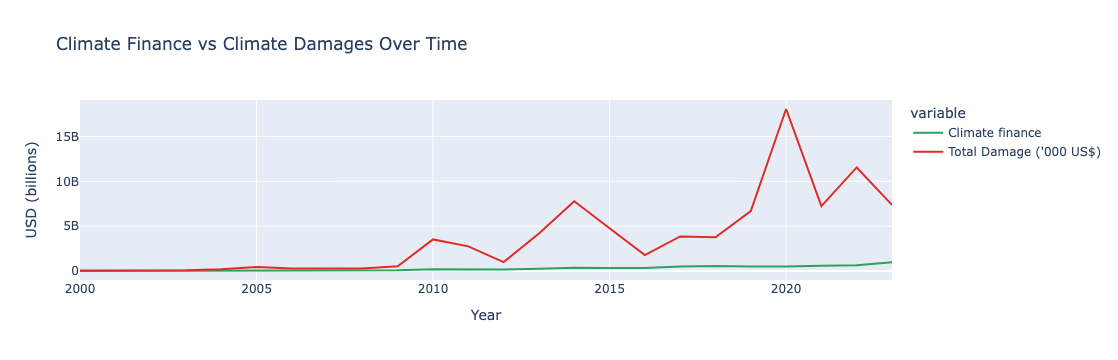 Climate Finance vs Climate Damages Over Time
variable
Climate finance
Total Damage ('000 US$)
USD (billions)
15B
10B
5B
0
2000
2005
2010
2015
2020
Year